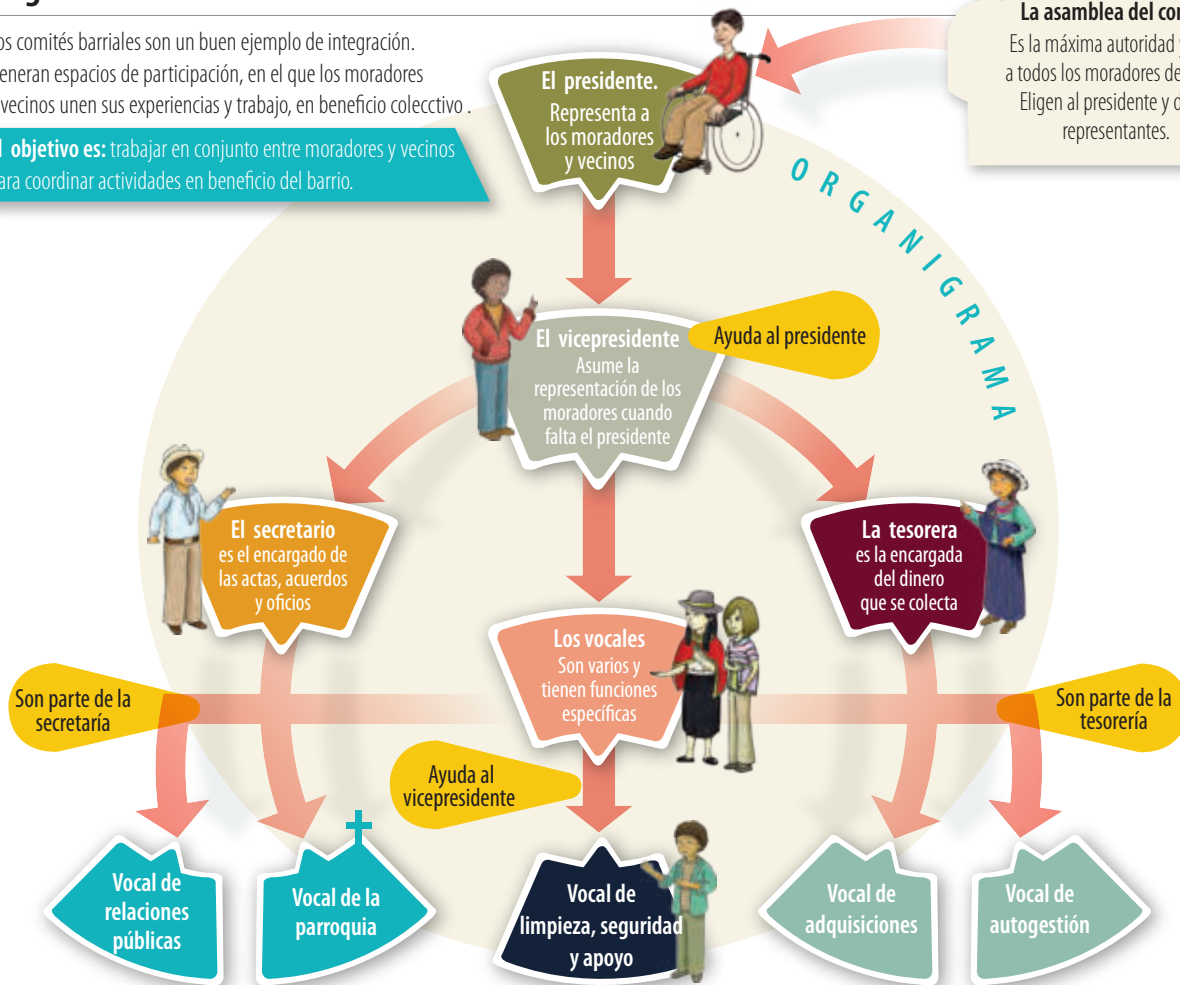 os comités barriales son un buen ejemplo de integración.
eneran espacios de participación, en el que los moradores
vecinos unen sus experiencias y trabajo, en beneficio colecctivo .
l objetivo es: trabajar en conjunto entre moradores y vecinos
ara coordinar actividades en beneficio del barrio.
La asamblea del con
Es la máxima autoridad y
a todos los moradores de
Eligen al presidente y d
representantes.
El presidente.
Representa a
los moradores
y vecinos
ORGANIGRAMA
El vicepresidente
Asume la
representación de los
moradores cuando
falta el presidente
Ayuda al presidente
El secretario
es el encargado de
las actas, acuerdos
y oficios
La tesorera
es la encargada
del dinero
que se colecta
Los vocales
Son varios y
tienen funciones
específicas
Son parte de la
secretaría
Son parte de la
tesorería
Ayuda al
vicepresidente
Vocal de
relaciones
públicas
Vocal de la
parroquia
Vocal de
limpieza, seguridad
y apoyo
Vocal de
adquisiciones
Vocal de
autogestión